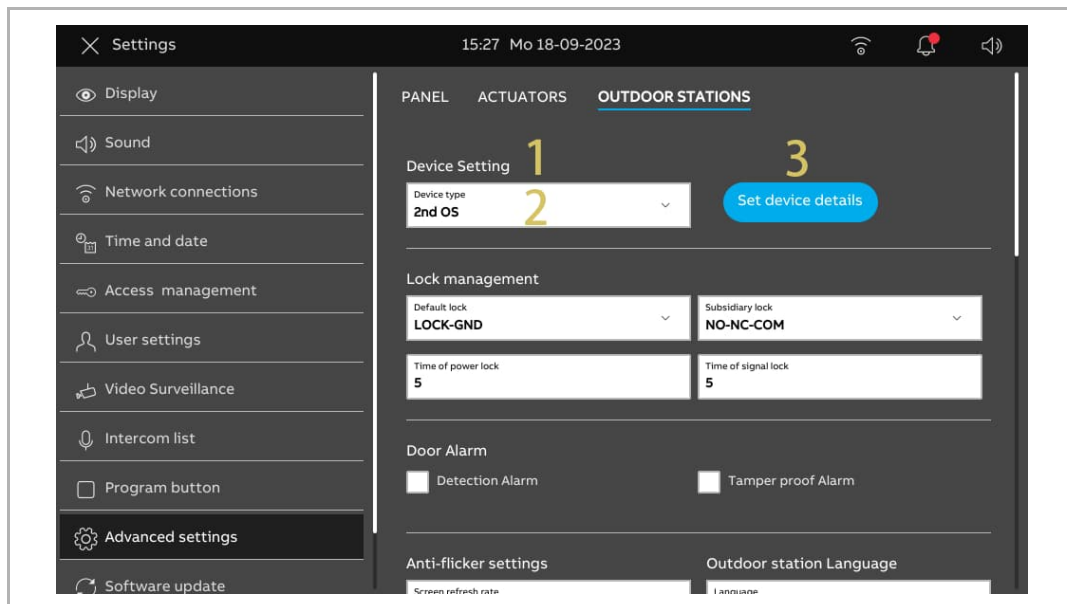 Settings
15:27 Mo 18-09-2023
Display
Sound
Network connections
Time and date
Access management
User settings
Video Surveillance
Intercom list
Program button
Advanced settings
Software update
PANEL ACTUATORS OUTDOOR STATIONS
Device Setting 1
3
Device type
2nd OS 2
Set device details
Lock management
Default lock
LOCK-GND
Subsidiary lock
NO-NC-COM
Time of power lock
5
Time of signal lock
5
Door Alarm
Detection Alarm
Tamper proof Alarm
Anti-flicker settings
Outdoor station Language
Screen refresh rate
Language